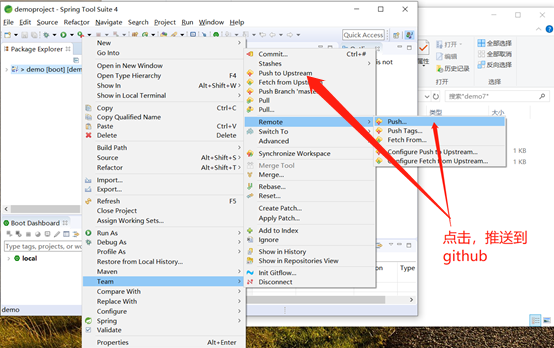 demoproject - Spring Tool Suite 4
File Edit Source Refactor Navigate Search Project Run Window Help
Quick Access
Package Explorer
demo [boot] [demo
Boot Dashboard
Type tags, projects, or
local
demo
New
Go Into
Open in New Window
Open Type Hierarchy F4
Show In Alt+Shift+W >
Show in Local Terminal
Copy Ctrl+C
Copy Qualified Name
Paste Ctrl+V
Delete Delete
Build Path
Source Alt+Shift+S >
Refactor Alt+Shift+T >
Import...
Export...
Refresh F5
Close Project
Assign Working Sets...
Run As
Debug As
Profile As
Restore from Local History...
Maven
Team
Compare With
Replace With
Configure
Spring
Validate
Properties Alt+Enter
Commit... Ctrl+#
Stashes
Push to Upstream
Fetch from
Push Branch
Pull
Pull...
Remote
Switch To
Advanced
Synchronize Workspace
Merge Tool
Merge...
Rebase...
Reset...
Create Patch...
Apply Patch...
Add to Index
Ignore
Show in History
Show in Repositories View
Init Gitflow...
Disconnect
is not
Push...
Push Tags...
Fetch From...
Configure Push to Upstream...
Configure Fetch from Upstream...
on Type
打开
编辑
历史记录
全部选择
全部取消
反向选择
搜索"demo7"
类型 大小
1 KB
1 KB
点击，推送到
github